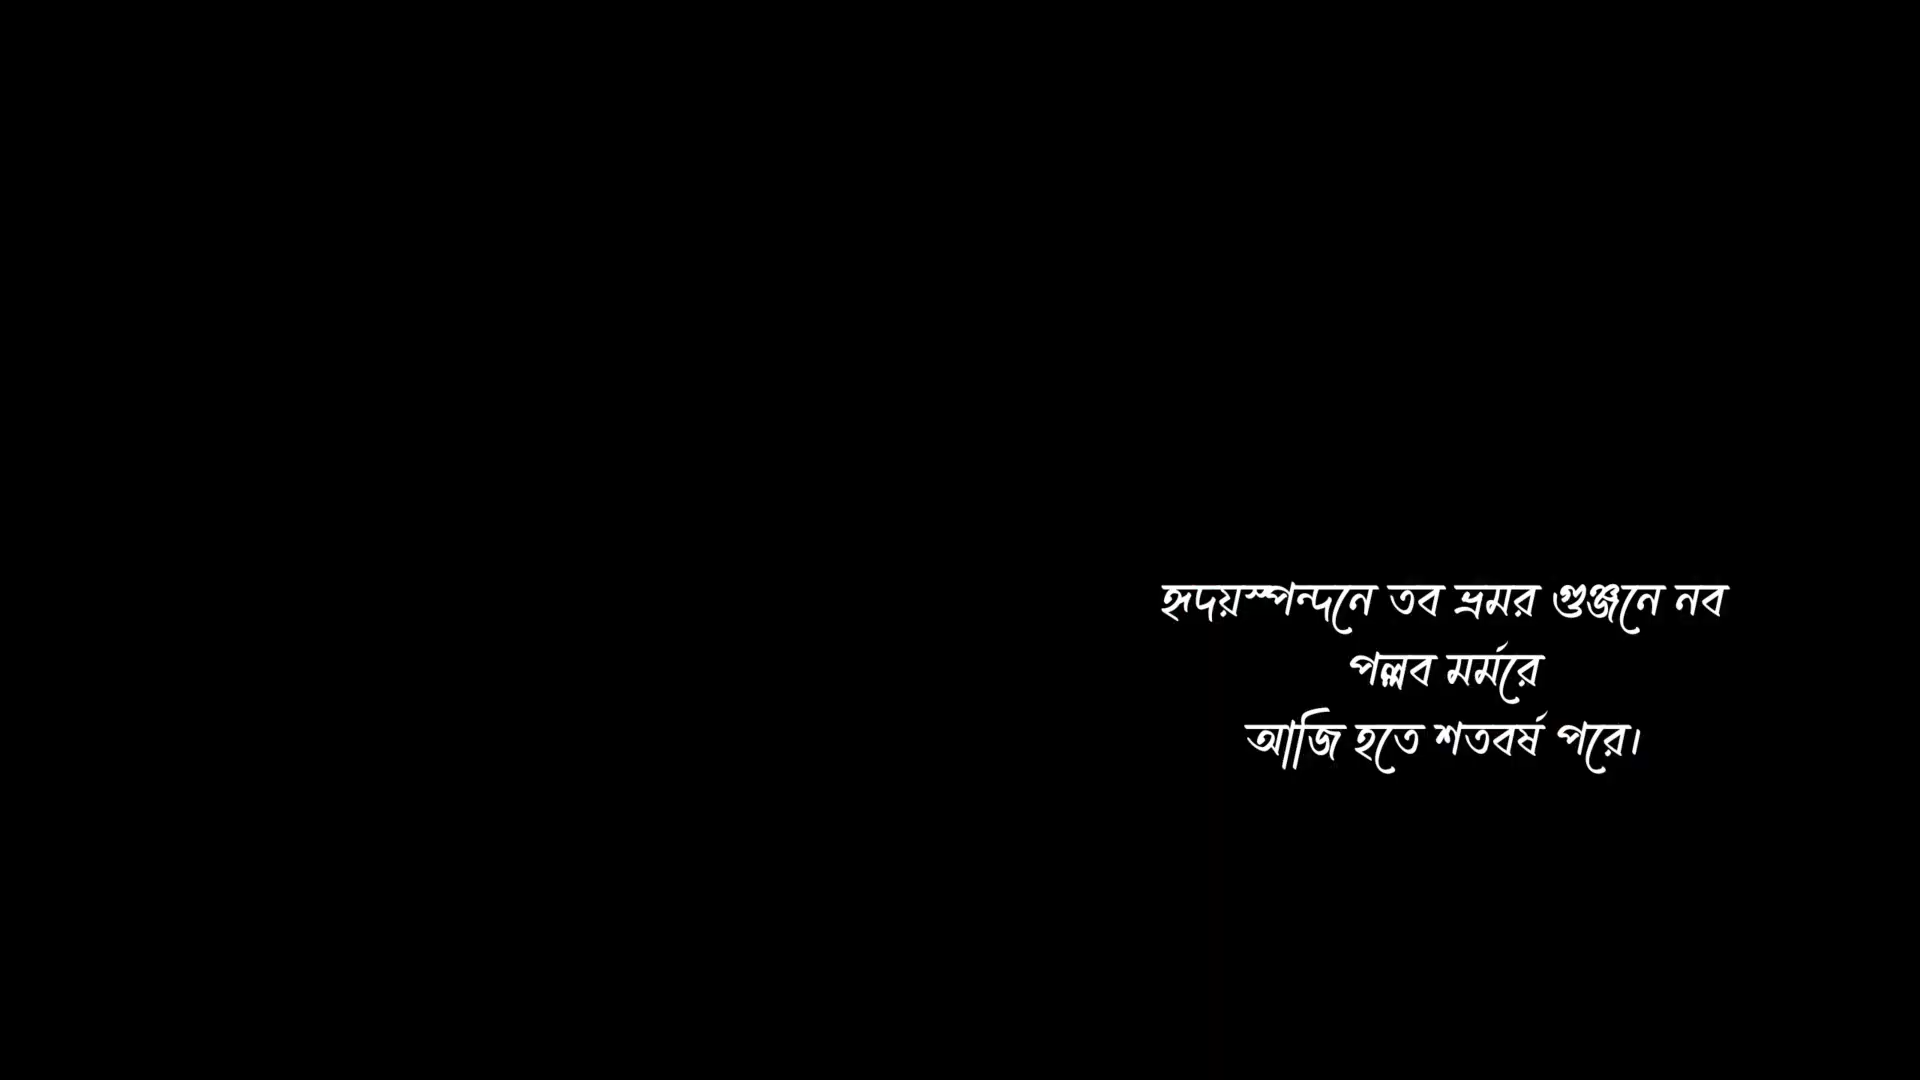 হৃদয়স্পন্দনে তব ভ্রমর গুঞ্জনে নব
পল্লব মর্মরে
আজি হতে শতবর্ষ পরে।